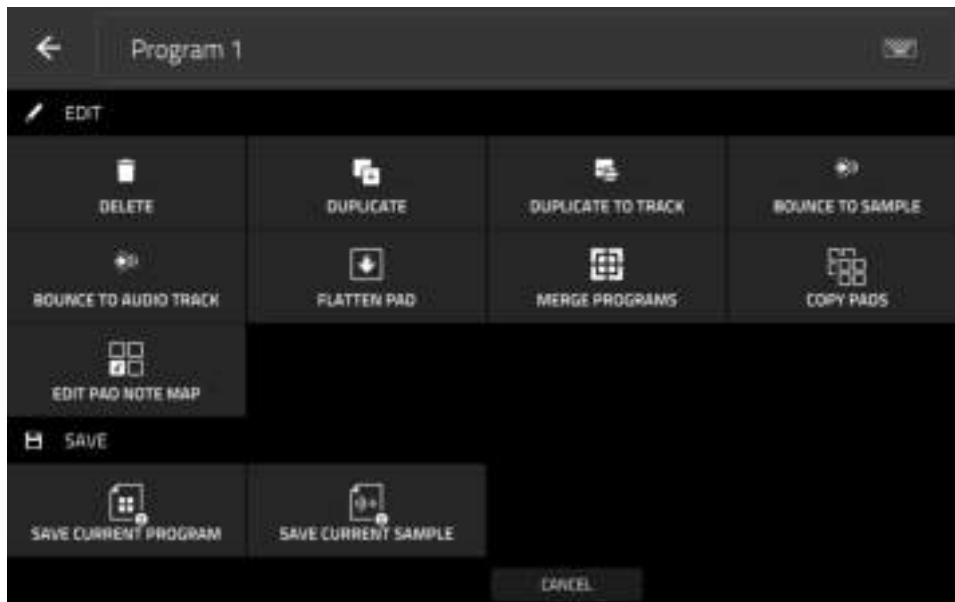 Program 1
EDIT
DELETE
DUPLICATE
DUPLICATE TO TRACK
BOUNCE TO SAMPLE
BOUNCE TO AUDIO TRACK
FLATTEN PAD
MERGE PROGRAMS
COPY PADS
EDIT PAD NOTE MAP
SAVE
SAVE CURRENT PROGRAM
SAVE CURRENT SAMPLE
CANCEL